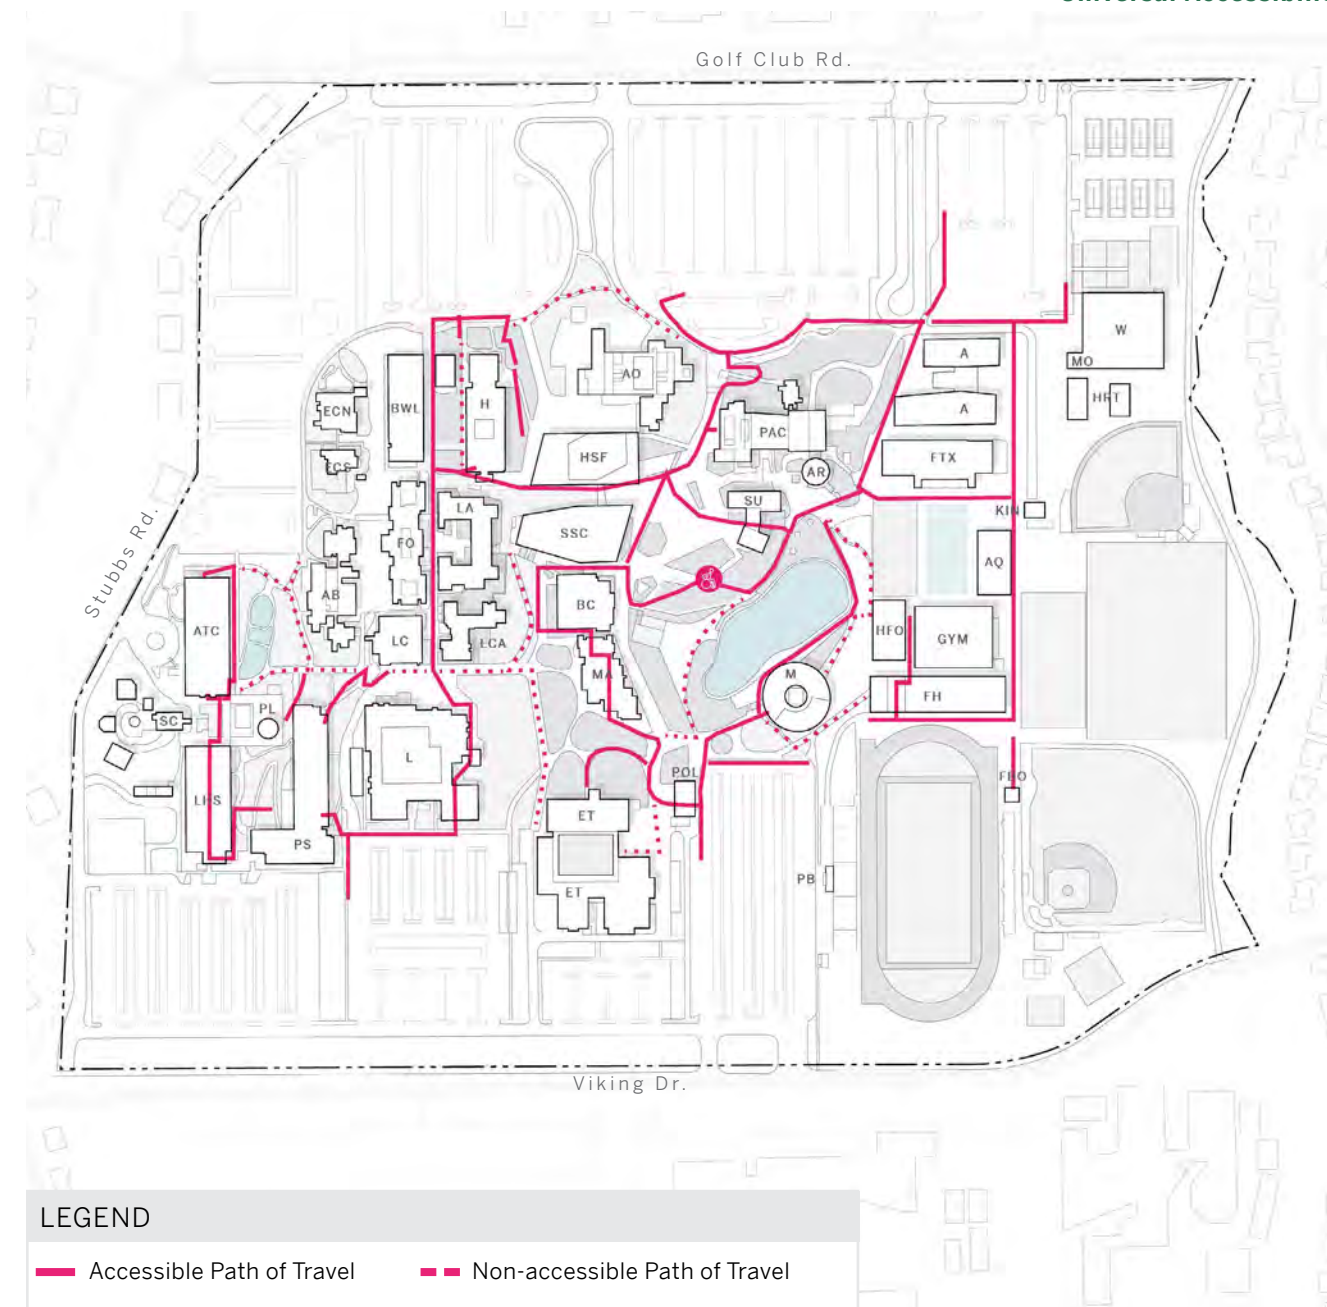 Golf Club Rd.
W
A
MO
AO
HRT
ECN
BWL
H
A
PAC
HSF
FTX
ECS
AR
SU
LA
KIN
FO
SSC
AQ
Stubbs Rd.
AB
BC
ATC
LC
ECA
HFO
GYM
MA
M
FH
PL
SC
L
POL
FBO
LHS
ET
PS
PB
ET
Viking Dr.
LEGEND
Accessible Path of Travel
Non-accessible Path of Travel